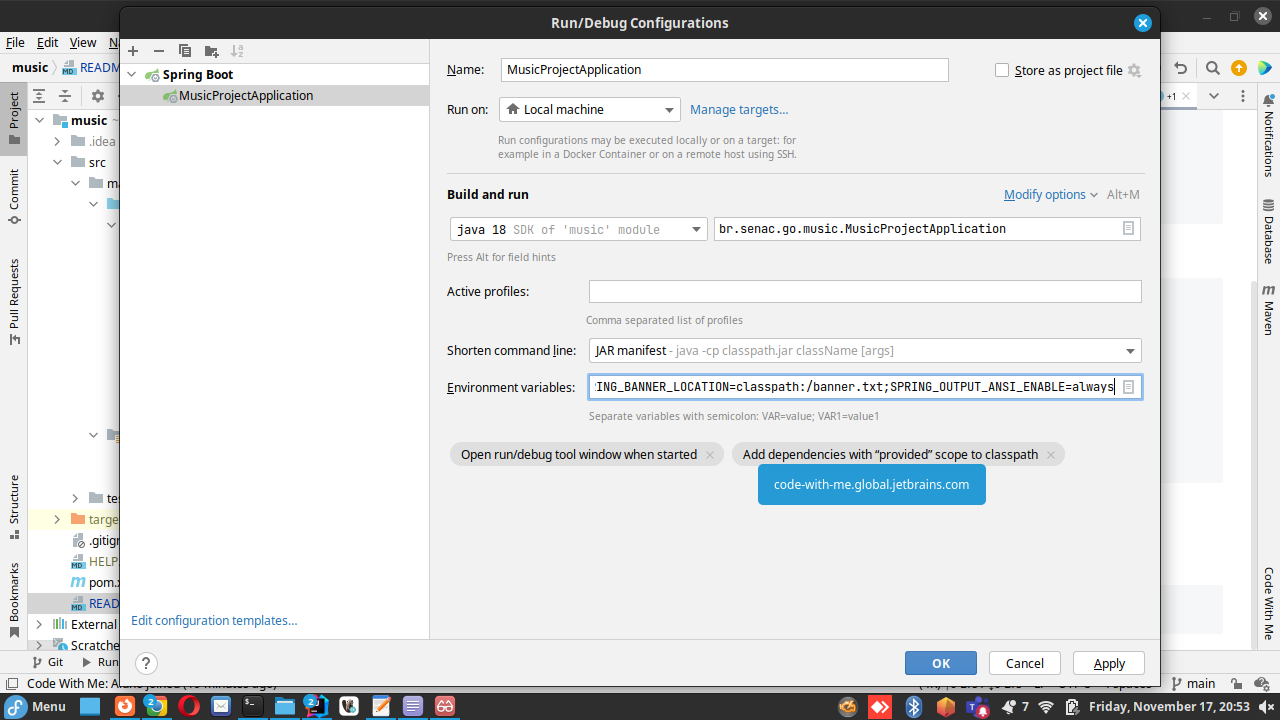 Run/Debug Configurations
File Edit View
music README
Project
Commit
Pull Requests
Structure
Bookmarks
music
.idea
src
.gitign
HELP
pom.x
READ
External
Scratche
Git
Run
Spring Boot
MusicProjectApplication
Edit configuration templates...
Name: MusicProjectApplication
Store as project file
Run on: Local machine
Manage targets...
Run configurations may be executed locally or on a target: for
example in a Docker Container or on a remote host using SSH.
Build and run
Modify options Alt+M
java 18 SDK of 'music' module
br.senac.go.music.MusicProjectApplication
Press Alt for field hints
Active profiles:
Comma separated list of profiles
Shorten command line: JAR manifest - java -cp classpath.jar className [args]
Environment variables: ING_BANNER_LOCATION=classpath:/banner.txt;SPRING_OUTPUT_ANSI_ENABLE=always
Separate variables with semicolon: VAR=value; VAR1=value1
Open run/debug tool window when started
Add dependencies with “provided” scope to classpath
code-with-me.global.jetbrains.com
? OK Cancel Apply
+1
Notifications
Database
Maven
Code With Me
main
Menu
7
Friday, November 17, 20:53